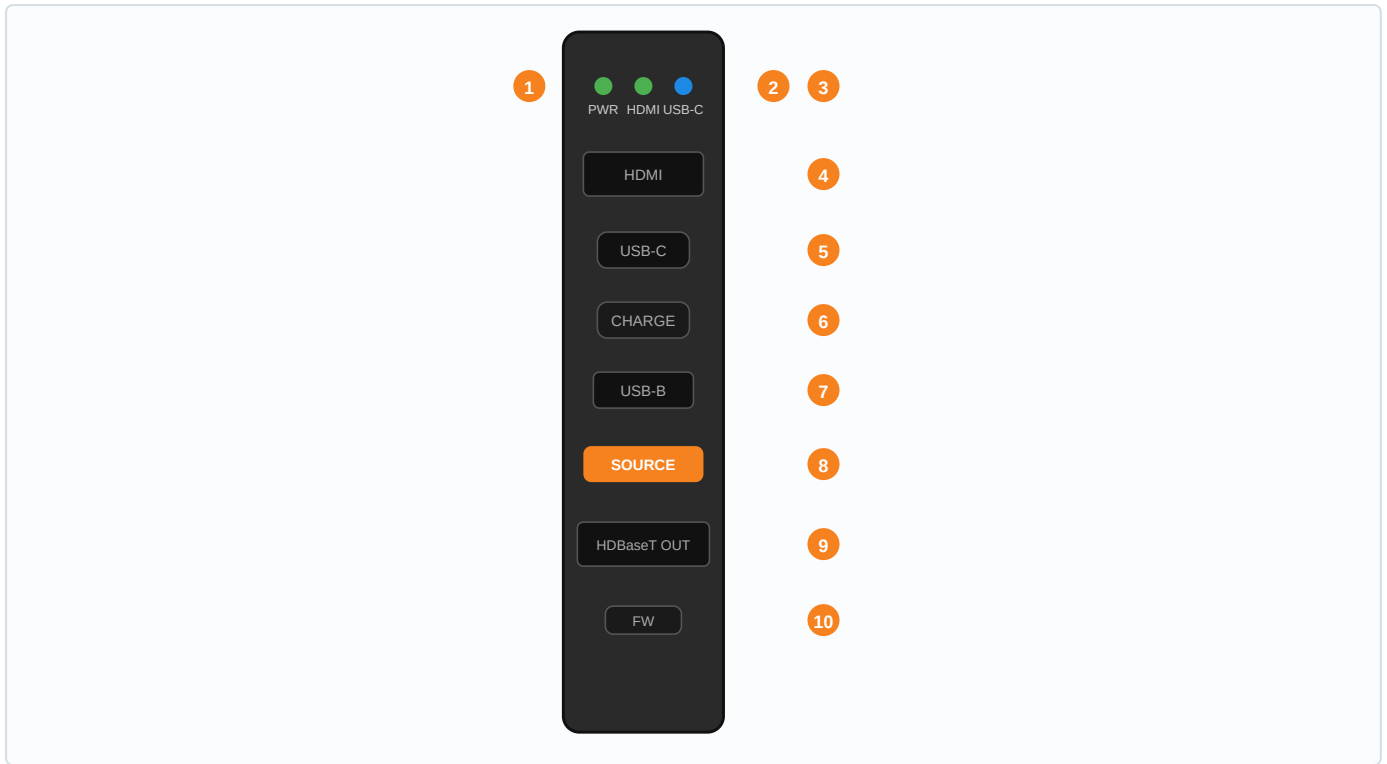 1 2 3
PWR HDMI USB-C
HDMI 4
USB-C 5
CHARGE 6
USB-B 7
SOURCE 8
HDBaseT OUT 9
FW 10